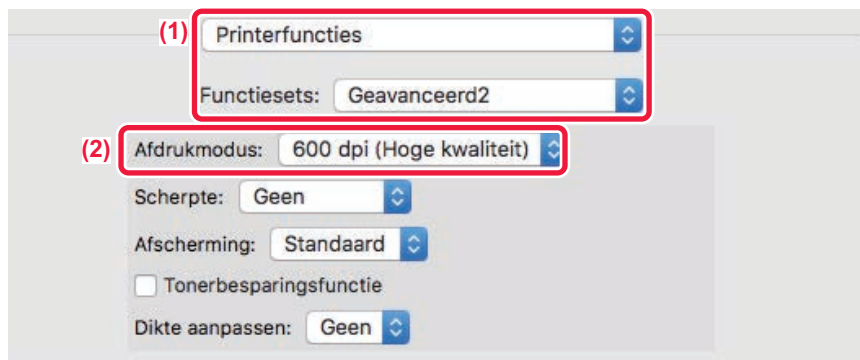 (1) Printerfuncties
Functiesets: Geavanceerd2
(2) Afdrukmodus: 600 dpi (Hoge kwaliteit)
Scherpte: Geen
Afscherming: Standaard
Tonerbesparingsfunctie
Dikte aanpassen: Geen